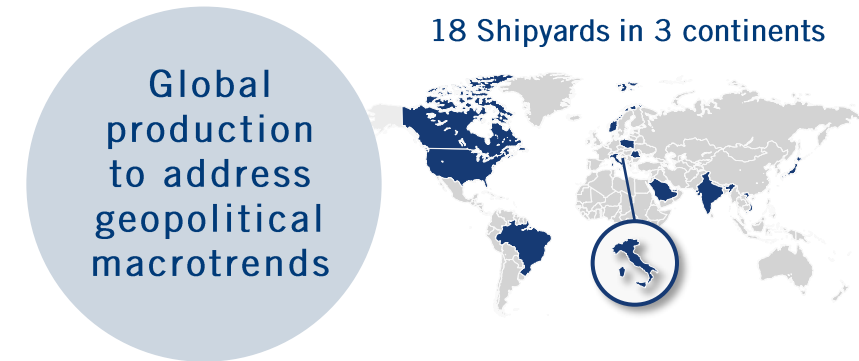 Global
production
to address
geopolitical
macrotrends
18 Shipyards in 3 continents